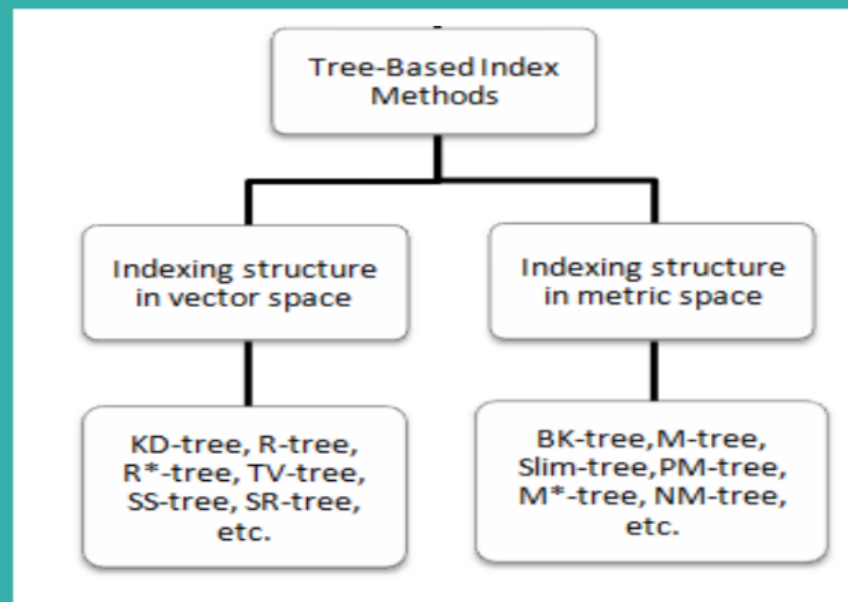 Tree-Based Index
Methods
Indexing structure
in vector space
Indexing structure
in metric space
KD-tree, R-tree,
R*-tree, TV-tree,
SS-tree, SR-tree,
etc.
BK-tree,M-tree,
Slim-tree,PM-tree,
M*-tree, NM-tree,
etc.